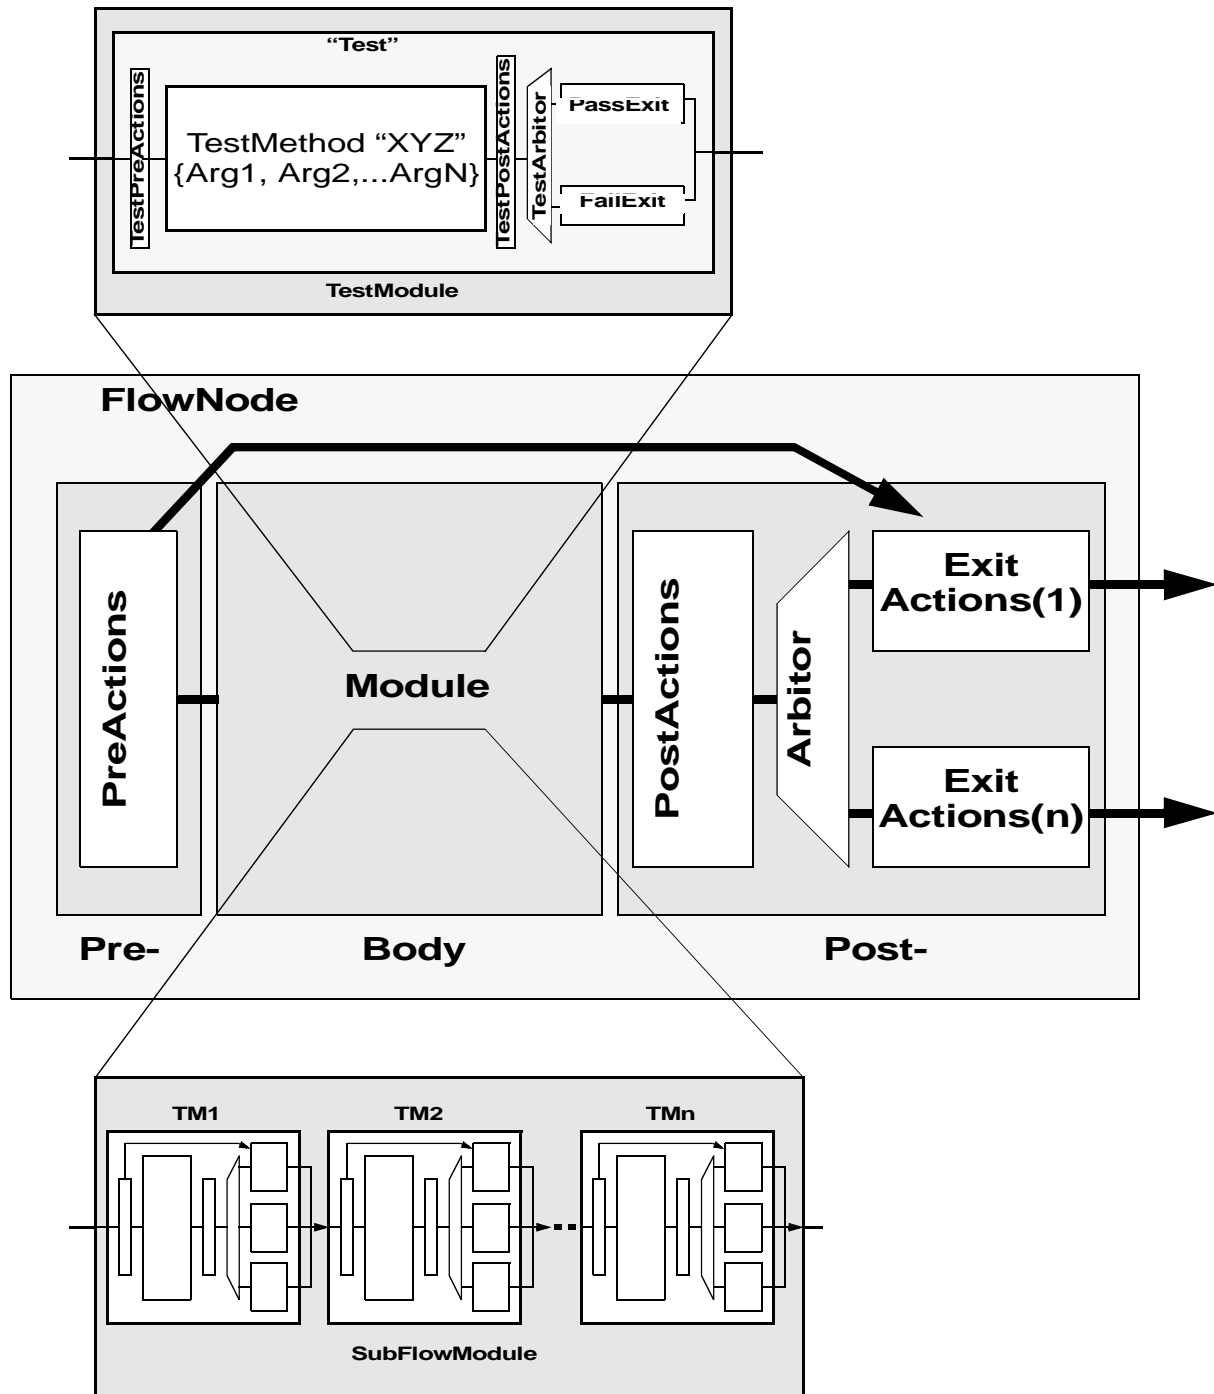 “Test”
TestPreActions
TestMethod “XYZ”
{Arg1, Arg2,...ArgN}
TestPostActions
TestArbitor
PassExit
FailExit
TestModule
FlowNode
PreActions
Module
PostActions
Arbitor
Exit
Actions(1)
Exit
Actions(n)
Pre-
Body
Post-
TM1
TM2
TMn
SubFlowModule